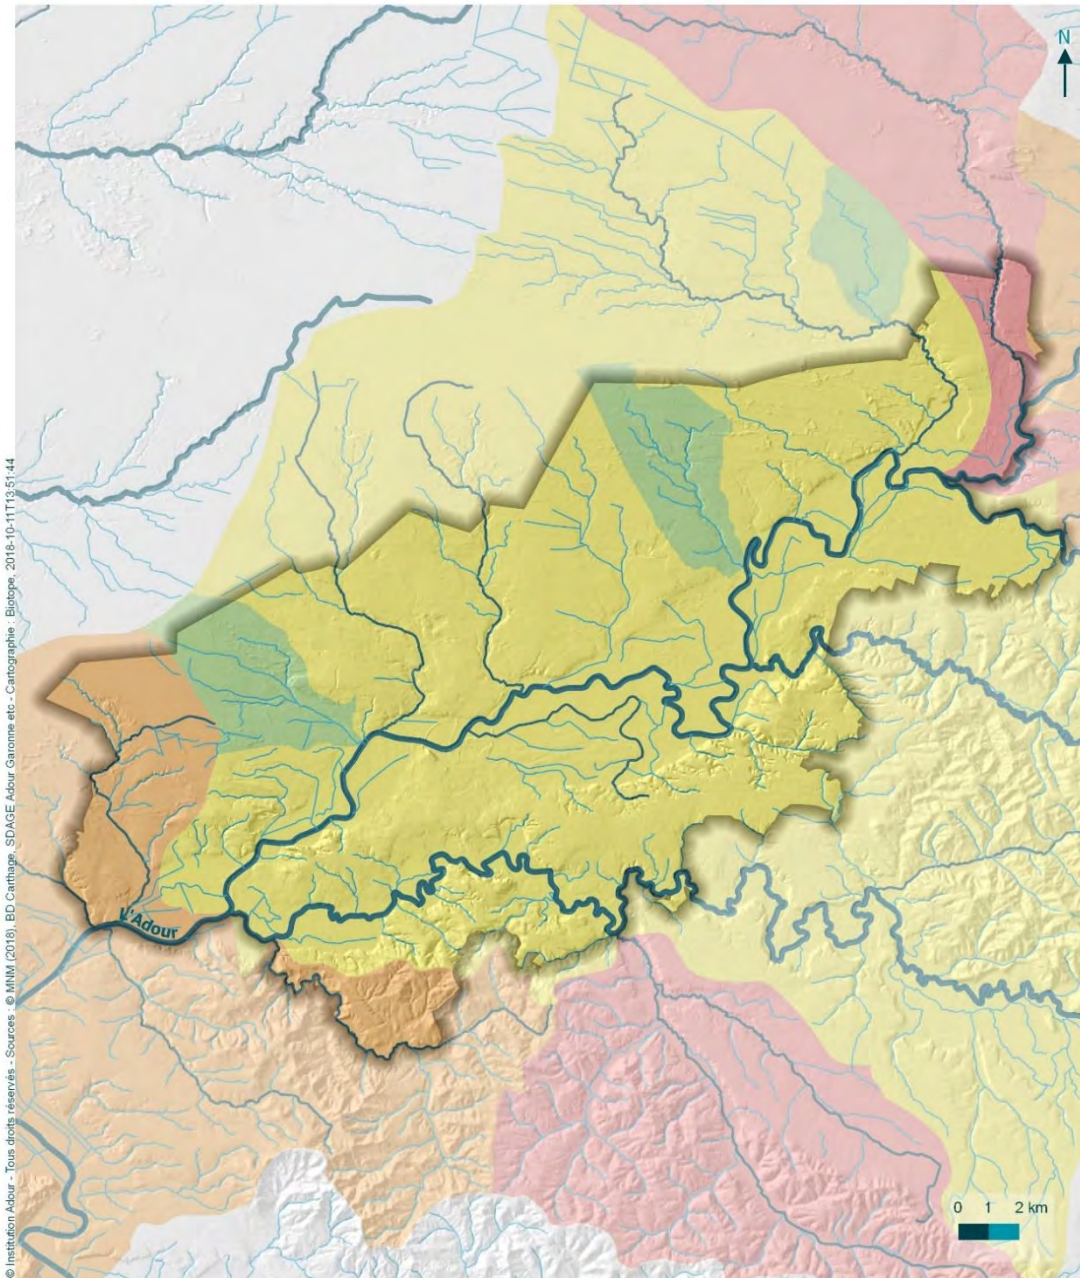 N
© Institution Adour - Tous droits réservés - Sources : © MNM (2018), BD Carthage, SDAGE Adour Garonne etc - Cartographie : Biotope, 2018-10-11T13:51:44
L'Adour
0 1 2 km